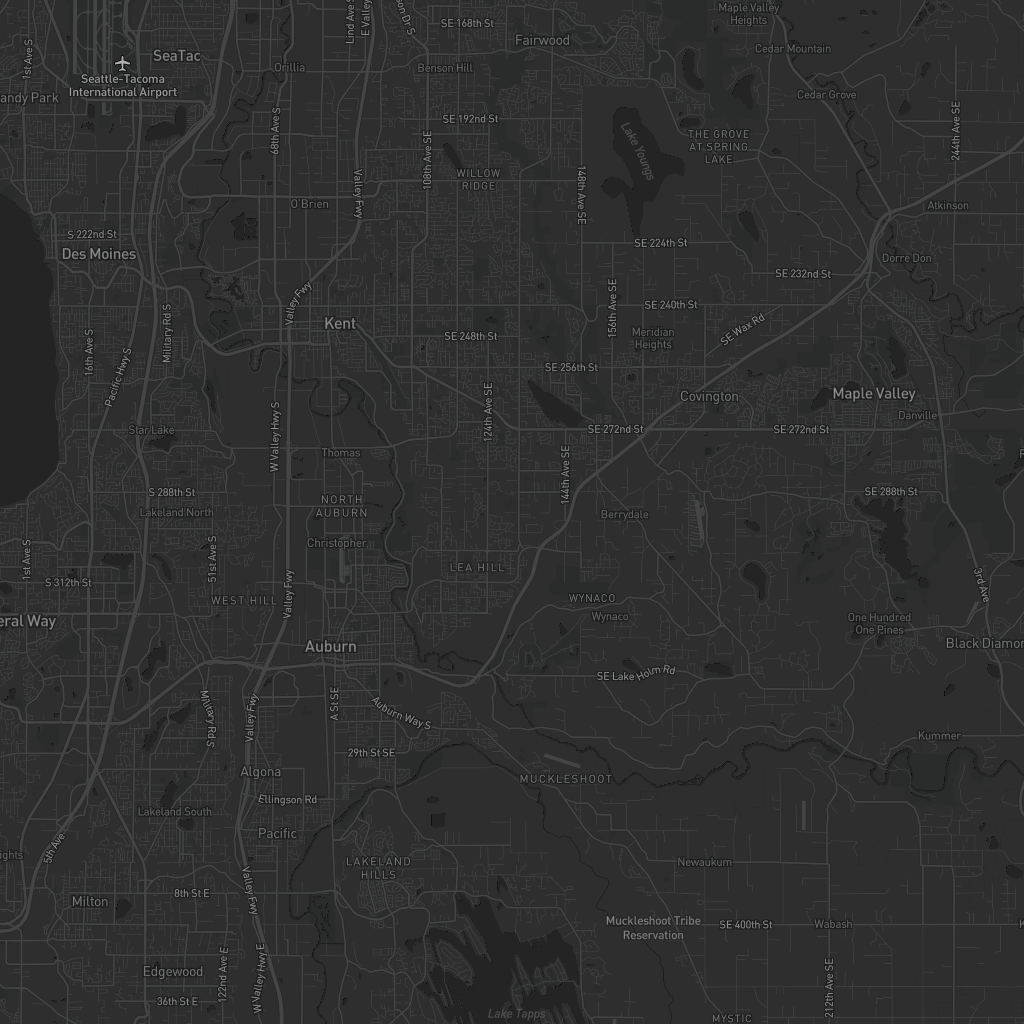 SE 168th St
Lind Ave S
E Valley
1st Ave S
SeaTac
Seattle-Tacoma
International Airport
Orillia
Benson Hill
Fairwood
Maple Valley
Heights
Cedar Mountain
Cedar Grove
68th Ave S
SE 192nd St
108th Ave SE
WILLOW
RIDGE
Lake Youngs
THE GROVE
AT SPRING
LAKE
244th Ave SE
148th Ave SE
Valley Fwy
O'Brien
Atkinson
S 222nd St
Des Moines
SE 224th St
Dorre Don
SE 232nd St
Valley Fwy
156th Ave SE
SE 240th St
Military Rd S
Kent
SE 248th St
Meridian
Heights
SE Wax Rd
16th Ave S
Pacific Hwy S
SE 256th St
Covington
Maple Valley
124th Ave SE
Danville
W Valley Hwy S
Star Lake
SE 272nd St
SE 272nd St
Thomas
144th Ave SE
S 288th St
NORTH
AUBURN
SE 288th St
Lakeland North
Berrydale
Christopher
1st Ave S
51st Ave S
S 312th St
LEA HILL
3rd Ave
Valley Fwy
WEST HILL
WYNACO
Wynaco
One Hundred
One Pines
Auburn
SE Lake Holm Rd
Military Rd S
Valley Fwy
A St SE
Auburn Way S
Kummer
29th St SE
Algona
MUCKLESHOOT
Ellingson Rd
Lakeland South
Pacific
5th Ave
LAKELAND
HILLS
Newaukum
Valley Fwy
8th St E
Milton
Muckleshoot Tribe
Reservation
SE 400th St
Wabash
122nd Ave E
W Valley Hwy E
Edgewood
36th St E
212th Ave SE
Lake Tapps
MYSTIC